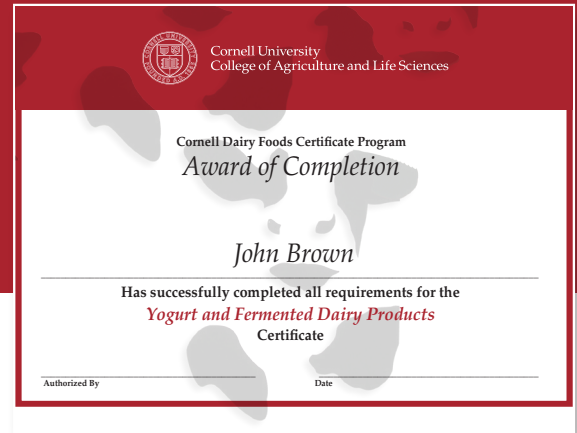 Cornell University
College of Agriculture and Life Sciences
Cornell Dairy Foods Certificate Program
Award of Completion
John Brown
Has successfully completed all requirements for the
Yogurt and Fermented Dairy Products
Certificate
Authorized By
Date